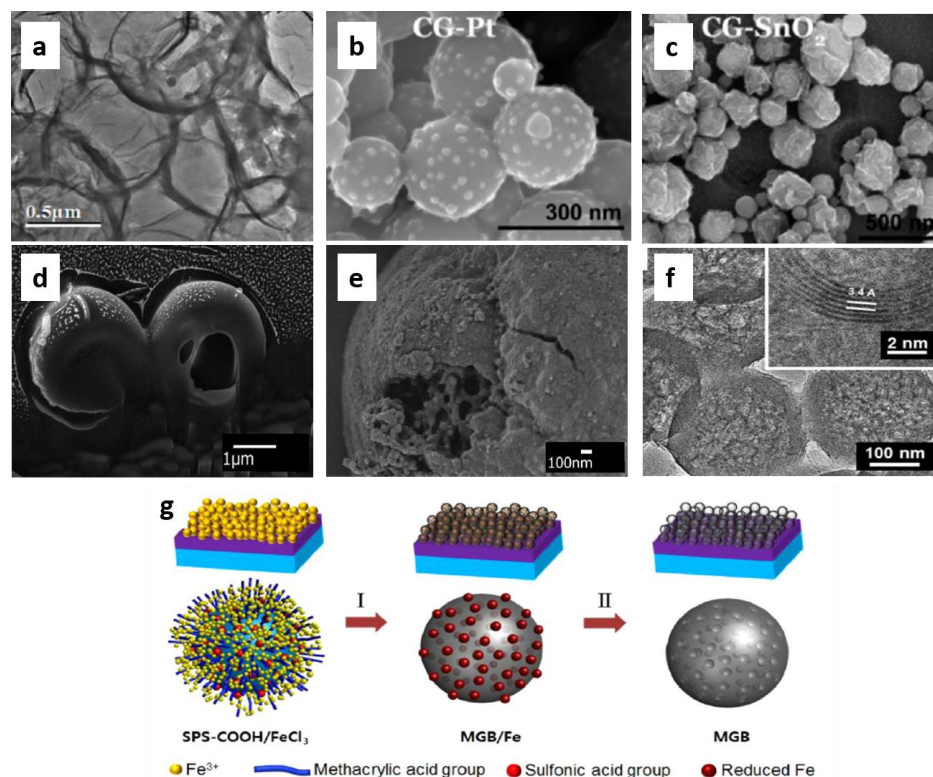 a
b
CG-Pt
c
CG-SnO₂
0.5µm
300 nm
500 nm
d
e
f
3 4 A
2 nm
1µm
100nm
100 nm
g
I
II
SPS-COOH/FeCl₃
MGB/Fe
MGB
Fe³⁺
Methacrylic acid group
Sulfonic acid group
Reduced Fe